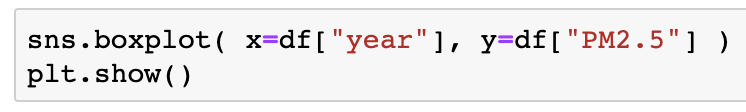 sns.boxplot( x=df["year"], y=df["PM2.5"] )
plt.show()